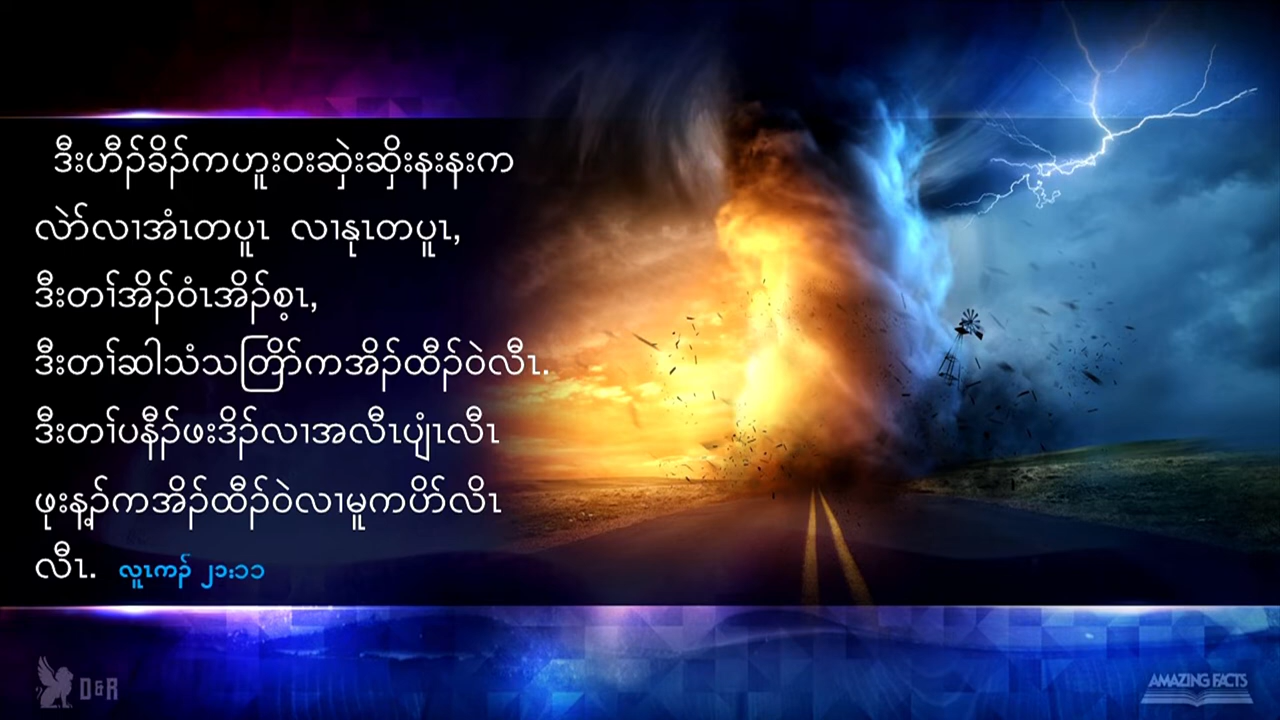 ဒီးဟီၣ်ခိၣ်ကဟူးဝးဆှဲးဆှိးနးနးက
လဲာ်လၢအံၤတပူၤ လၢနုၤတပူၤ,
ဒီးတၢ်အိၣ်ဝံၤအိၣ်စ့ၤ,
ဒီးတၢ်ဆါသံသတြိာ်ကအိၣ်ထီၣ်ဝဲလီၤ.
ဒီးတၢ်ပနီၣ်ဖးဒိၣ်လၢအလီၤပျံၤလီၤ
ဖုးန့ၣ်ကအိၣ်ထီၣ်ဝဲလၢမူကပိာ်လိၤ
လီၤ. လူၤကၣ် ၂၁း၁၁
D&R
AMAZING FACTS